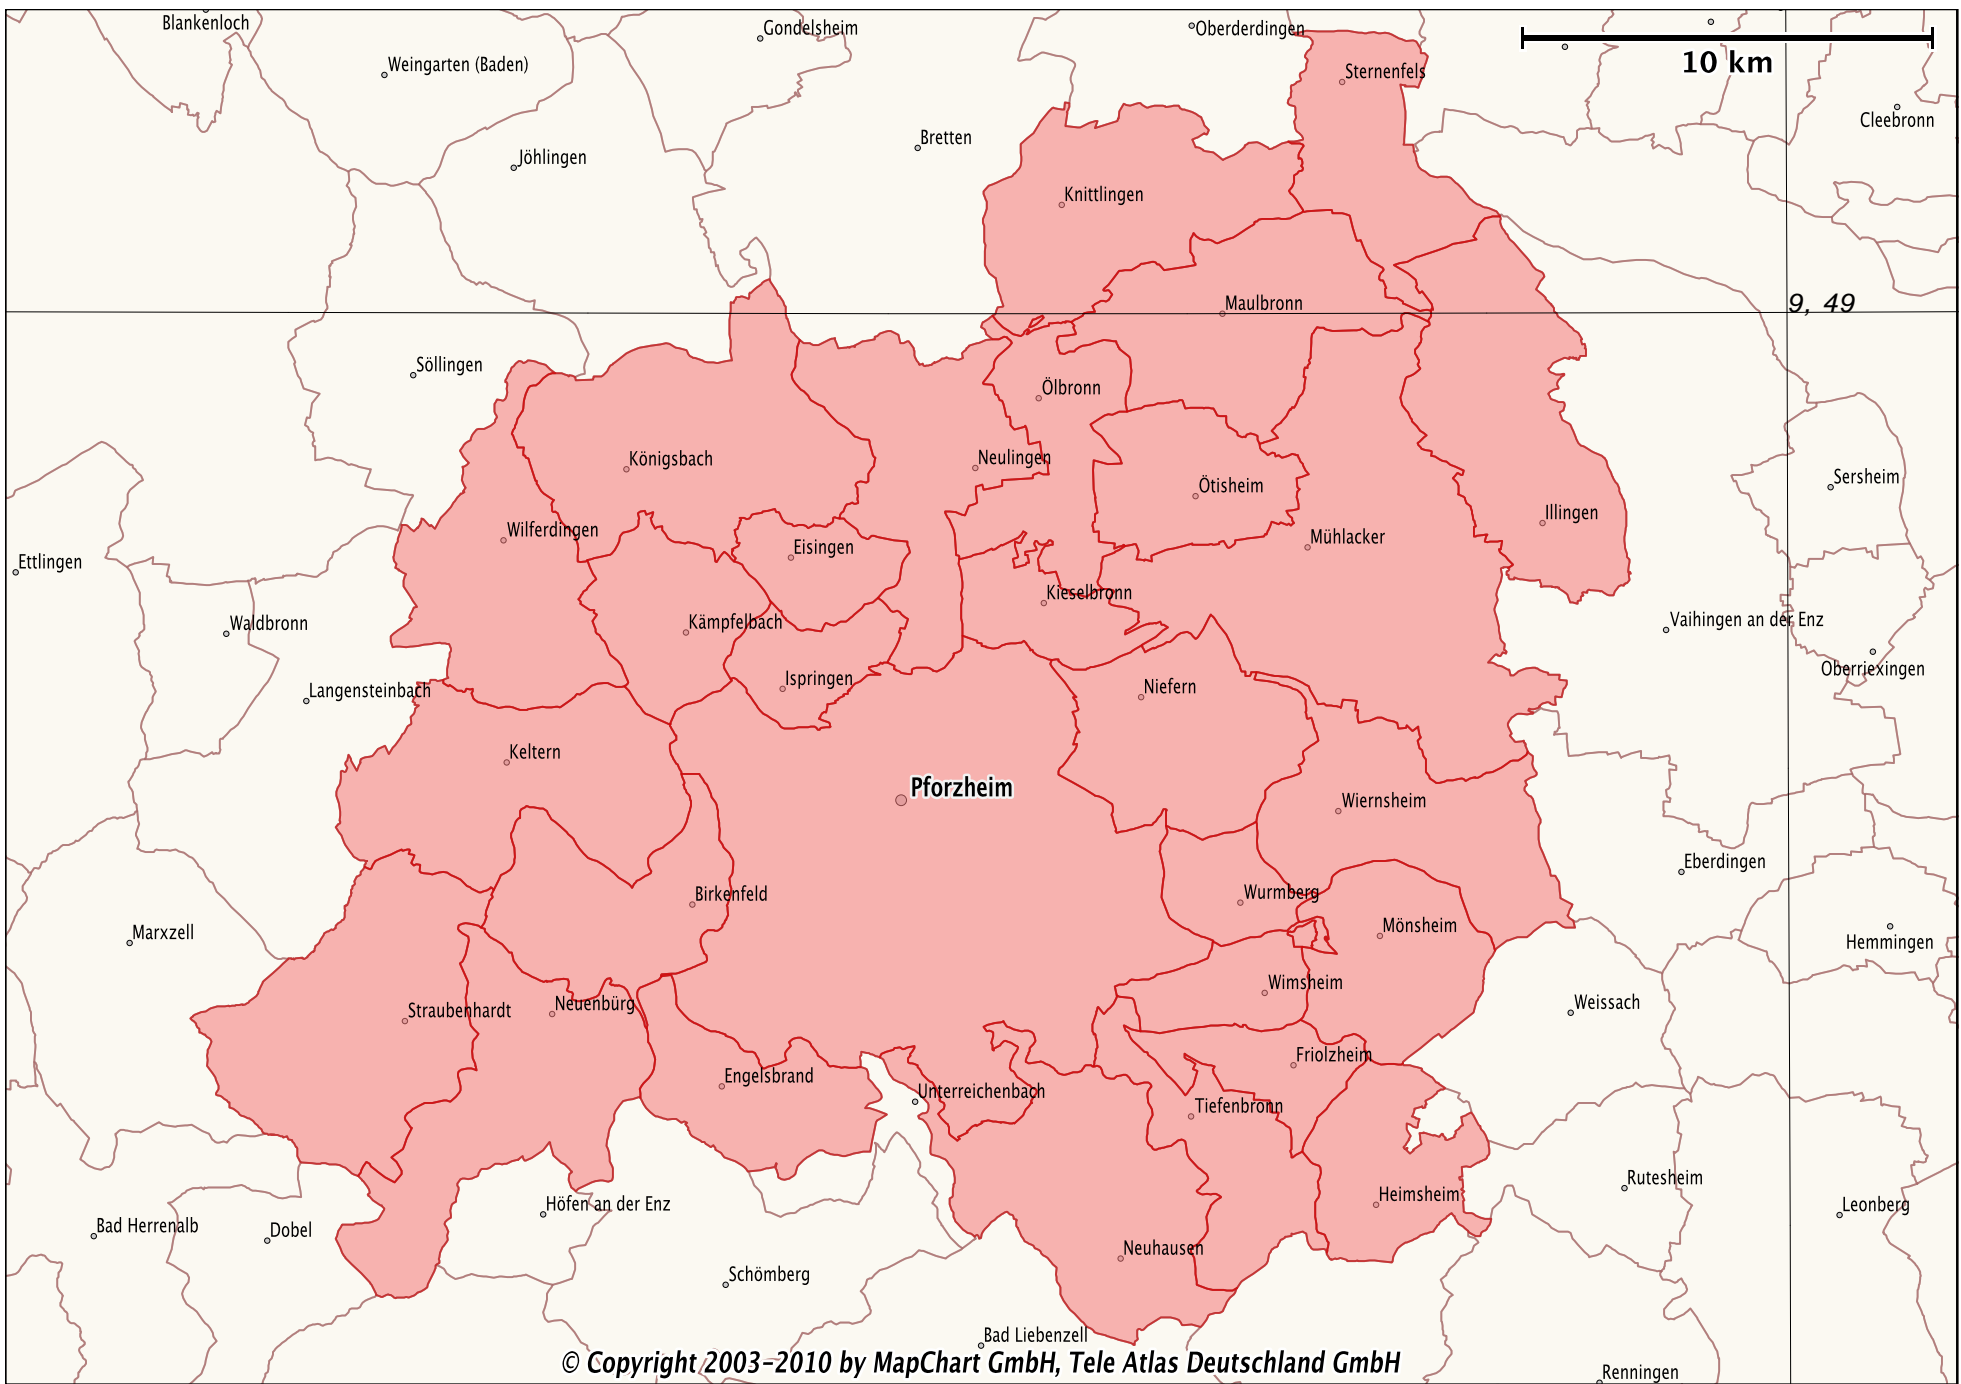 Blankenloch
Gondelsheim
Oberderdingen
Weingarten (Baden)
10 km
Sternenfels
Cleebronn
Bretten
Jöhlingen
Knittlingen
Maulbronn
9, 49
Söllingen
Ölbronn
Königsbach
Neulingen
Sersheim
Ötisheim
Illingen
Wilferdingen
Mühlacker
Eisingen
Ettlingen
Kieselbronn
Waldbronn
Kämpfelbach
Vaihingen an der Enz
Oberriexingen
Ispringen
Langensteinbach
Niefern
Keltern
Pforzheim
Wiernsheim
Eberdingen
Birkenfeld
Wurmberg
Mönsheim
Marxzell
Hemmingen
Wimsheim
Straubenhardt
Neuenbürg
Weissach
Friolzheim
Engelsbrand
Unterreichenbach
Tiefenbronn
Rutesheim
Heimsheim
Höfen an der Enz
Leonberg
Bad Herrenalb
Dobel
Neuhausen
Schömberg
Bad Liebenzell
© Copyright 2003-2010 by MapChart GmbH, Tele Atlas Deutschland GmbH
Renningen